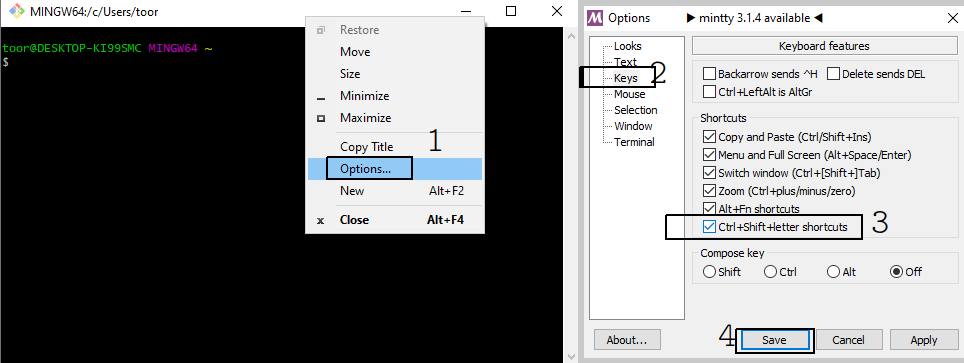 MINGW64:/c/Users/toor
toor@DESKTOP-KI99SMC MINGW64 ~
$
Restore
Move
Size
Minimize
Maximize
Copy Title
1
Options...
New Alt+F2
Close Alt+F4
Options
► mintty 3.1.4 available ◄
Looks
Text
Keys
2
Mouse
Selection
Window
Terminal
Keyboard features
Backarrow sends ^H
Delete sends DEL
Ctrl+LeftAlt is AltGr
Shortcuts
Copy and Paste (Ctrl/Shift+Ins)
Menu and Full Screen (Alt+Space/Enter)
Switch window (Ctrl+[Shift+]Tab)
Zoom (Ctrl+plus/minus/zero)
Alt+Fn shortcuts
Ctrl+Shift+letter shortcuts
3
Compose key
Shift Ctrl Alt Off
About...
4
Save
Cancel
Apply